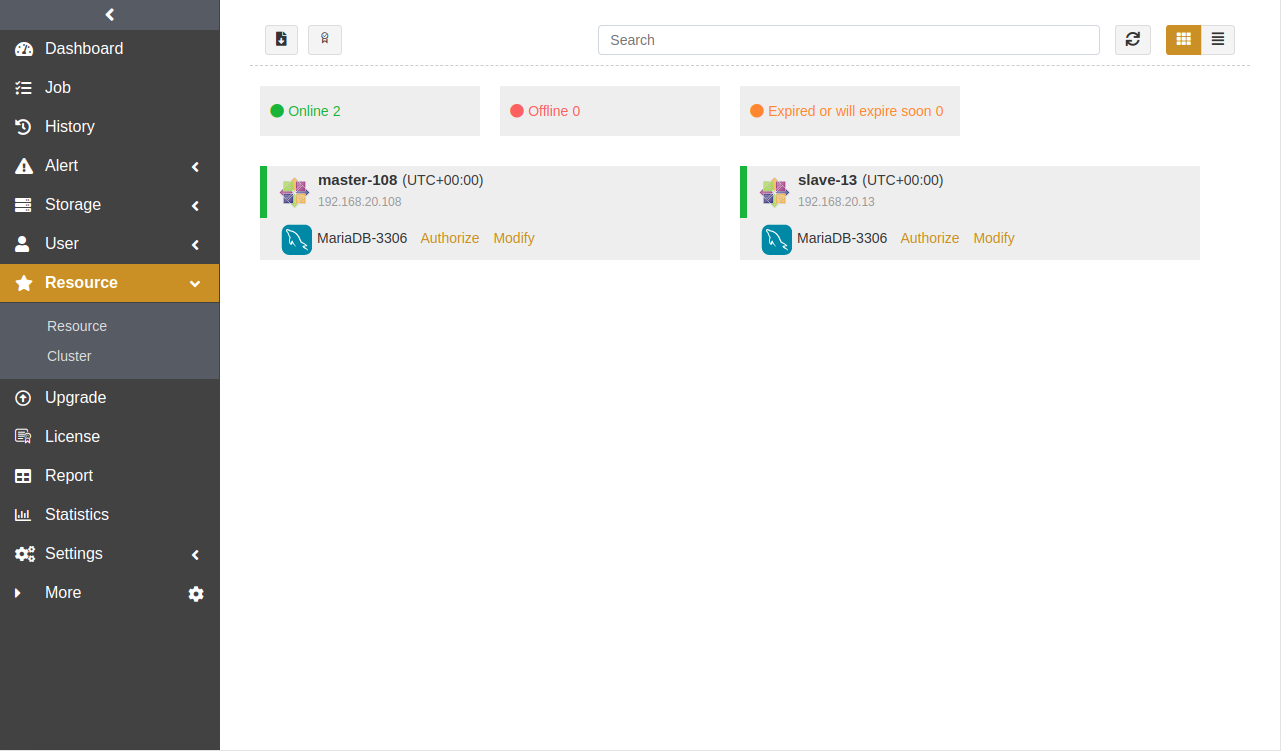 Dashboard
Job
History
Alert
Storage
User
Resource
Resource
Cluster
Upgrade
License
Report
Statistics
Settings
More
Search
Online 2
Offline 0
Expired or will expire soon 0
master-108 (UTC+00:00)
192.168.20.108
MariaDB-3306 Authorize Modify
slave-13 (UTC+00:00)
192.168.20.13
MariaDB-3306 Authorize Modify